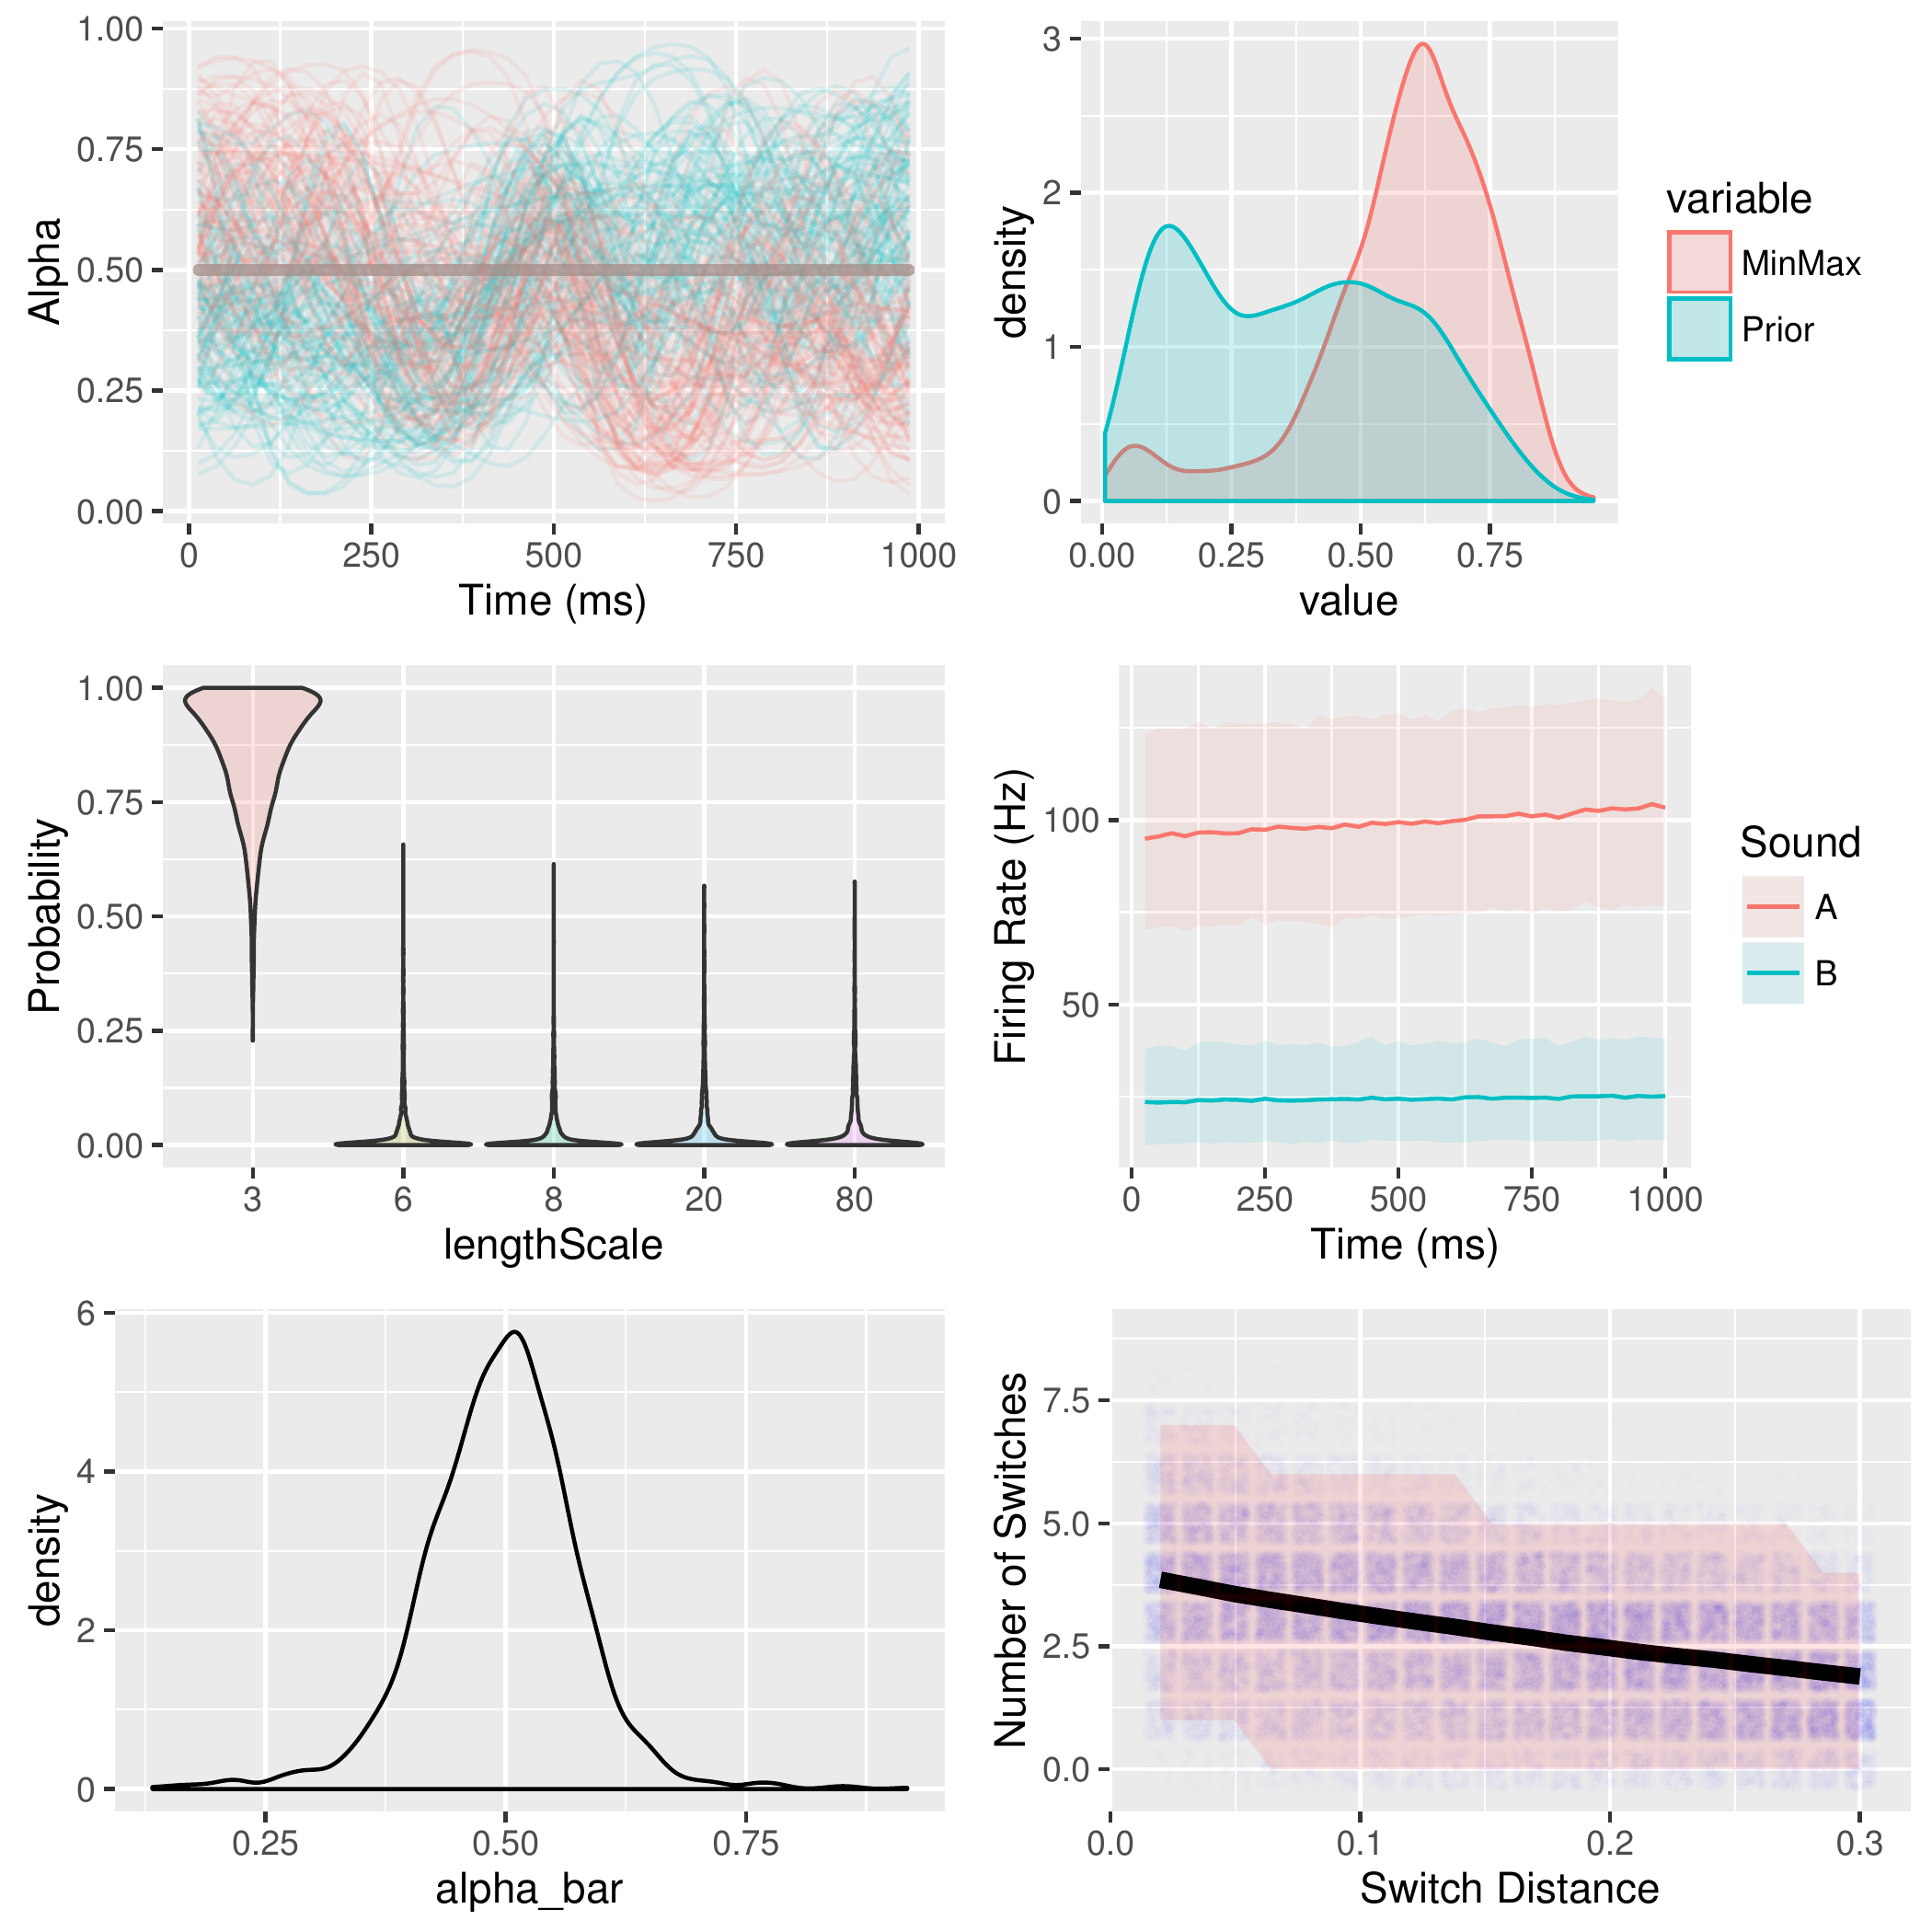 1.00
0.75
0.50
0.25
0.00
Alpha
0 250 500 750 1000
Time (ms)
3
2
1
0
density
0.00 0.25 0.50 0.75
value
variable
MinMax
Prior
1.00
0.75
0.50
0.25
0.00
Probability
3 6 8 20 80
lengthScale
100
50
Firing Rate (Hz)
0 250 500 750 1000
Time (ms)
Sound
A
B
6
4
2
0
density
0.25 0.50 0.75
alpha_bar
7.5
5.0
2.5
0.0
Number of Switches
0.0 0.1 0.2 0.3
Switch Distance